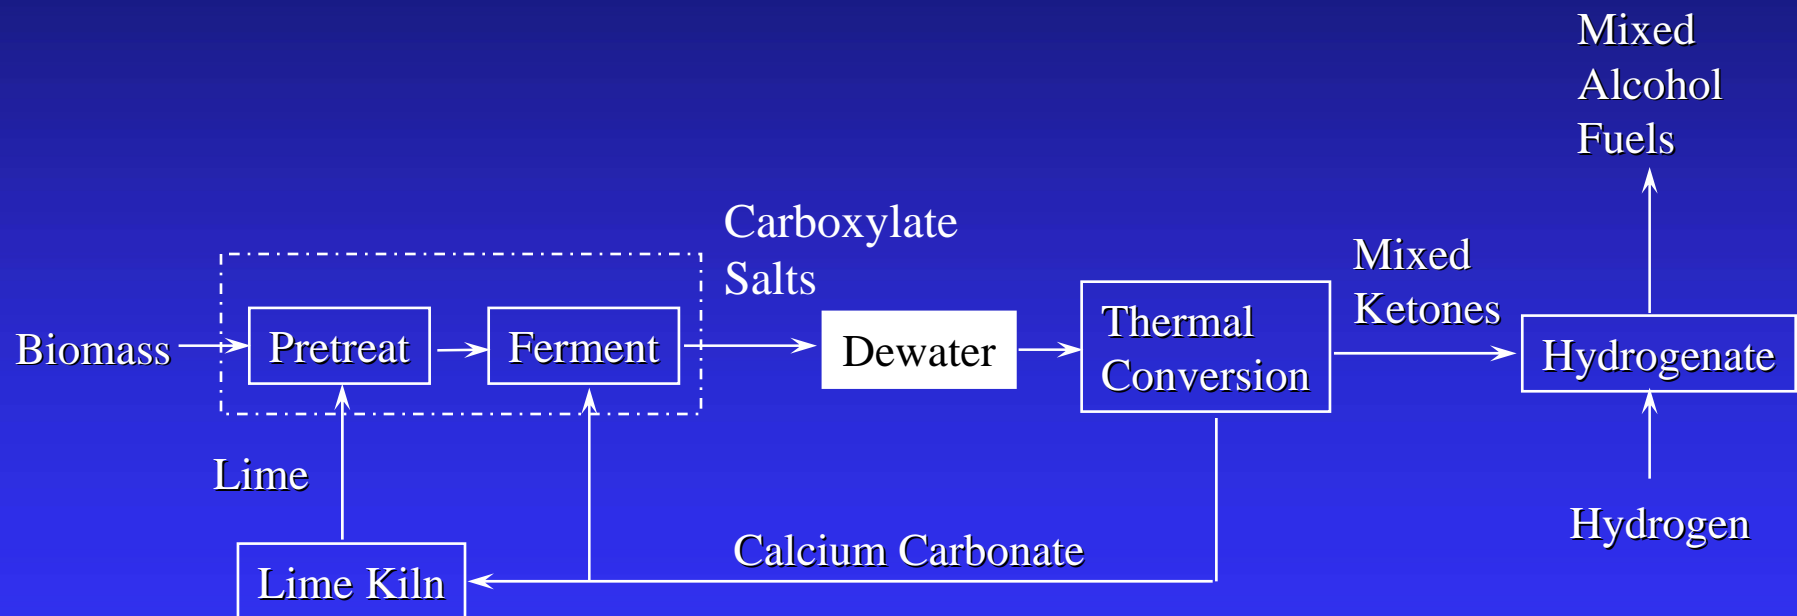 Mixed
Alcohol
Fuels
Carboxylate
Salts
Mixed
Ketones
Biomass
Pretreat
Ferment
Dewater
Thermal
Conversion
Hydrogenate
Lime
Hydrogen
Calcium Carbonate
Lime Kiln